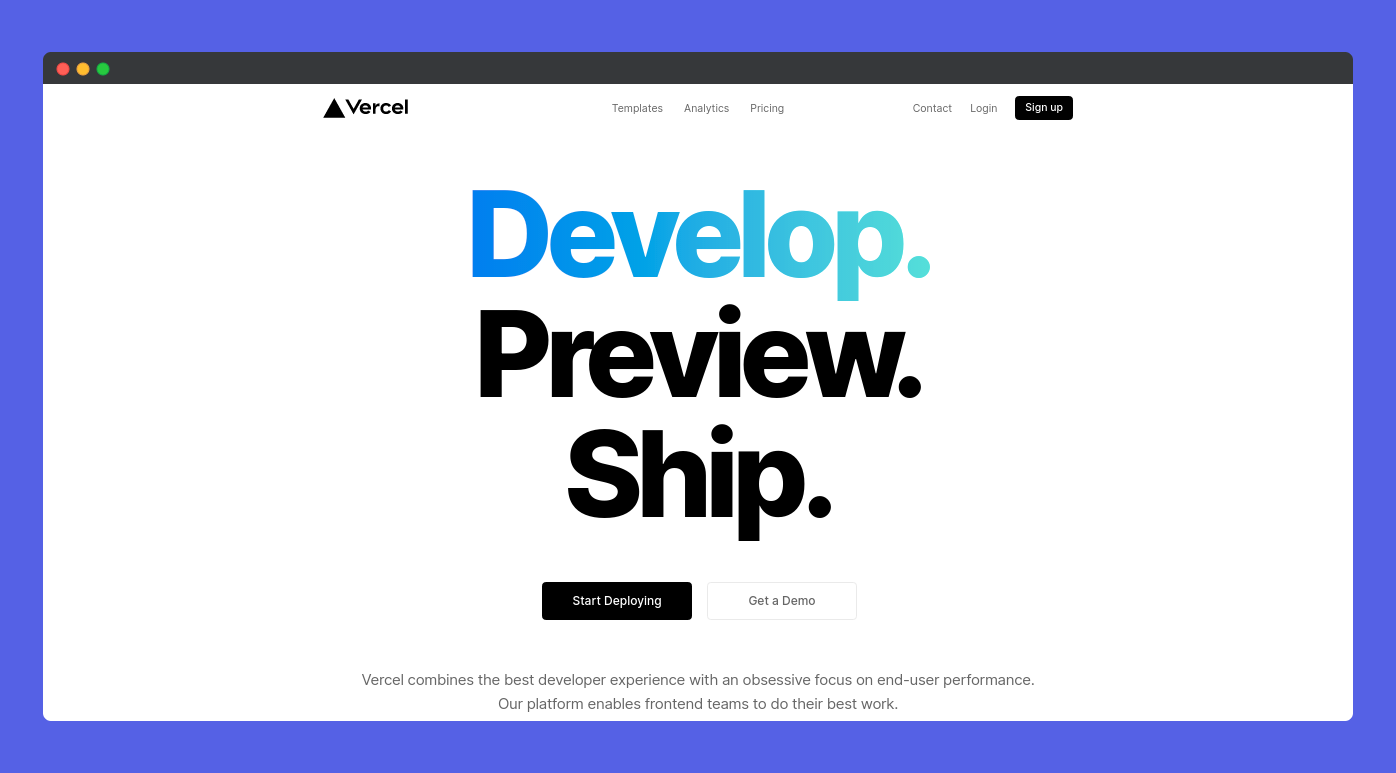 Vercel
Templates Analytics Pricing
Contact Login Sign up
Develop.
Preview.
Ship.
Start Deploying Get a Demo
Vercel combines the best developer experience with an obsessive focus on end-user performance.
Our platform enables frontend teams to do their best work.